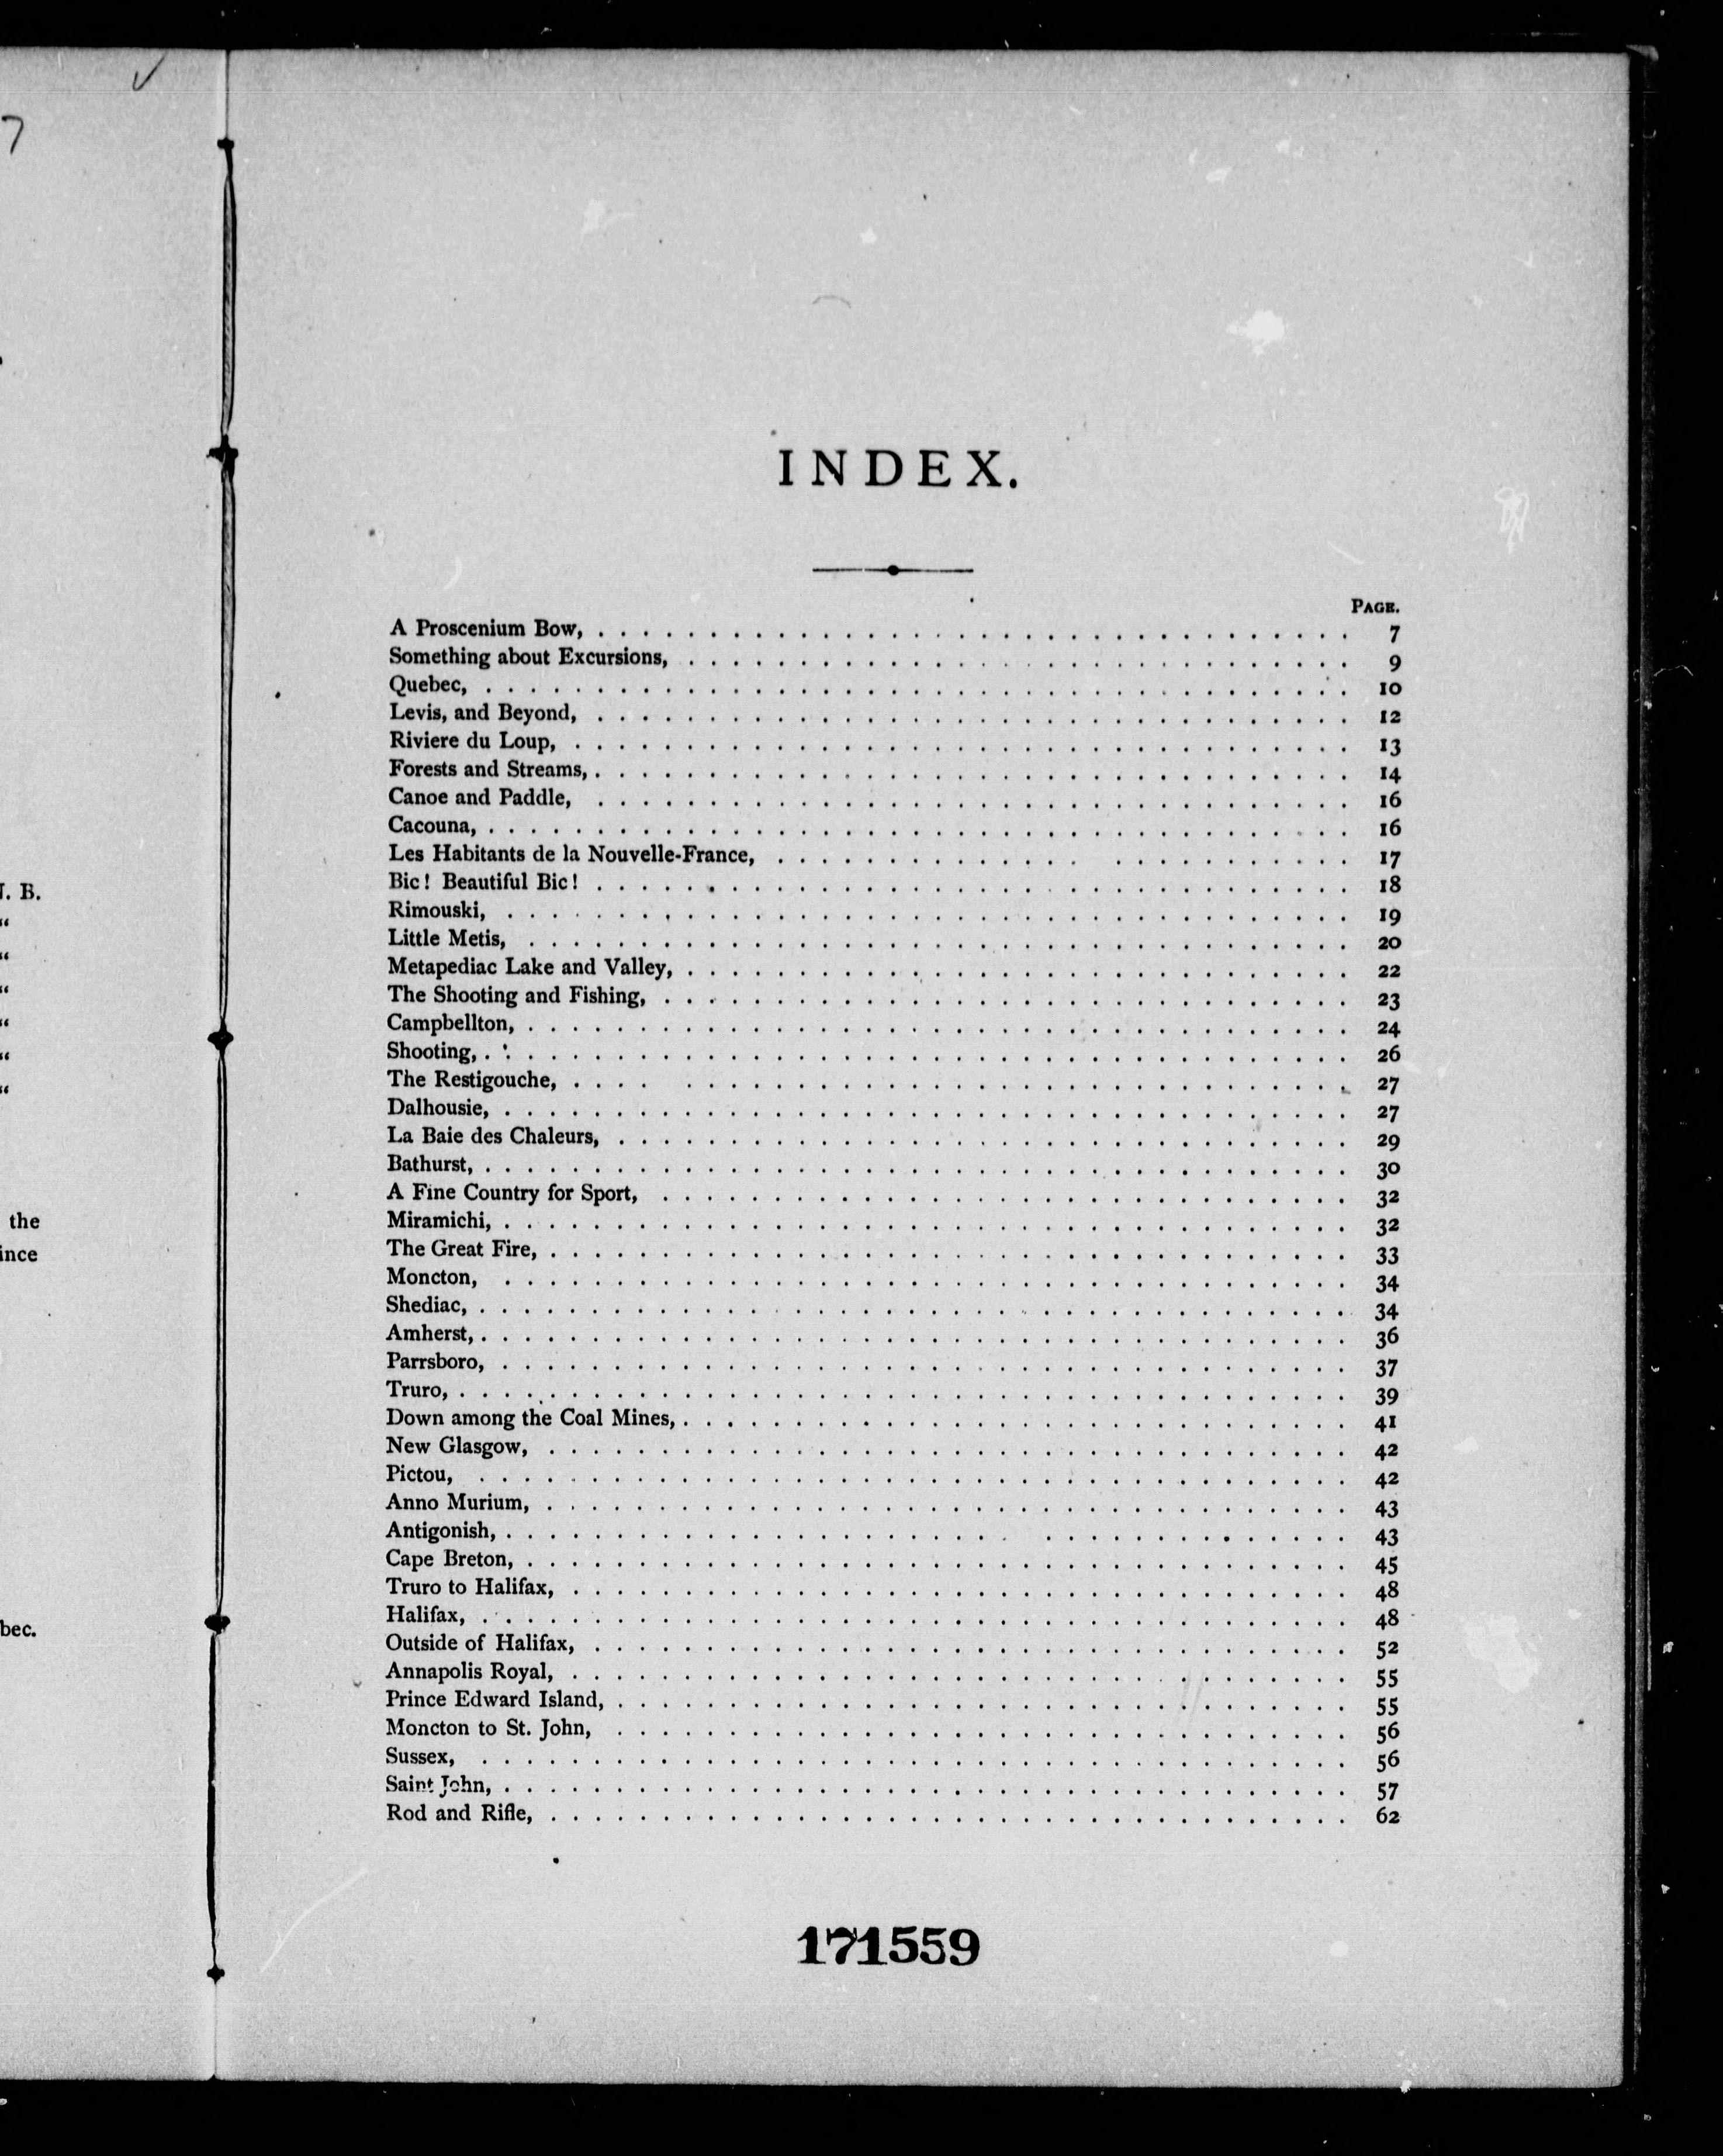 7
J. B.
"
"
"
"
"
"
the
ince
bec.
INDEX.
PAGE.
A Proscenium Bow, . . . . . 7
Something about Excursions, . . . . . 9
Quebec, . . . . . 10
Levis, and Beyond, . . . . . 12
Riviere du Loup, . . . . . 13
Forests and Streams, . . . . . 14
Canoe and Paddle, . . . . . 16
Cacouna, . . . . . 16
Les Habitants de la Nouvelle-France, . . . . . 17
Bic! Beautiful Bic! . . . . . 18
Rimouski, . . . . . 19
Little Metis, . . . . . 20
Metapediac Lake and Valley, . . . . . 22
The Shooting and Fishing, . . . . . 23
Campbellton, . . . . . 24
Shooting, . . . . . 26
The Restigouche, . . . . . 27
Dalhousie, . . . . . 27
La Baie des Chaleurs, . . . . . 29
Bathurst, . . . . . 30
A Fine Country for Sport, . . . . . 32
Miramichi, . . . . . 32
The Great Fire, . . . . . 33
Moncton, . . . . . 34
Shediac, . . . . . 34
Amherst, . . . . . 36
Parrsboro, . . . . . 37
Truro, . . . . . 39
Down among the Coal Mines, . . . . . 41
New Glasgow, . . . . . 42
Pictou, . . . . . 42
Anno Murium, . . . . . 43
Antigonish, . . . . . 43
Cape Breton, . . . . . 45
Truro to Halifax, . . . . . 48
Halifax, . . . . . 48
Outside of Halifax, . . . . . 52
Annapolis Royal, . . . . . 55
Prince Edward Island, . . . . . 55
Moncton to St. John, . . . . . 56
Sussex, . . . . . 56
Saint John, . . . . . 57
Rod and Rifle, . . . . . 62
171559